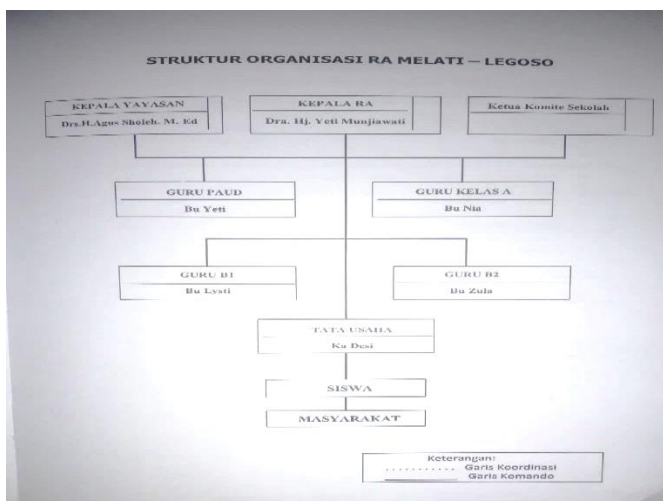 STRUKTUR ORGANISASI RA MELATI – LEGOSO
KEPALA YAYASAN
Drs.H.Agus Sholeh. M. Ed
KEPALA RA
Dra. Hj. Yeti Munjiawati
Ketua Komite Sekolah
GURU PAUD
Bu Yeti
GURU KELAS A
Bu Nia
GURU B1
Bu Lysti
GURU B2
Bu Zula
TATA USAHA
Ka Desi
SISWA
MASYARAKAT
Keterangan:
........... Garis Koordinasi
Garis Komando